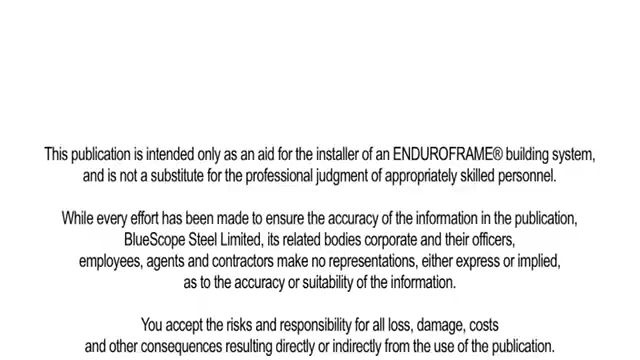 This publication is intended only as an aid for the installer of an ENDUROFRAME® building system,
and is not a substitute for the professional judgment of appropriately skilled personnel.
While every effort has been made to ensure the accuracy of the information in the publication,
BlueScope Steel Limited, its related bodies corporate and their officers,
employees, agents and contractors make no representations, either express or implied,
as to the accuracy or suitability of the information.
You accept the risks and responsibility for all loss, damage, costs
and other consequences resulting directly or indirectly from the use of the publication.